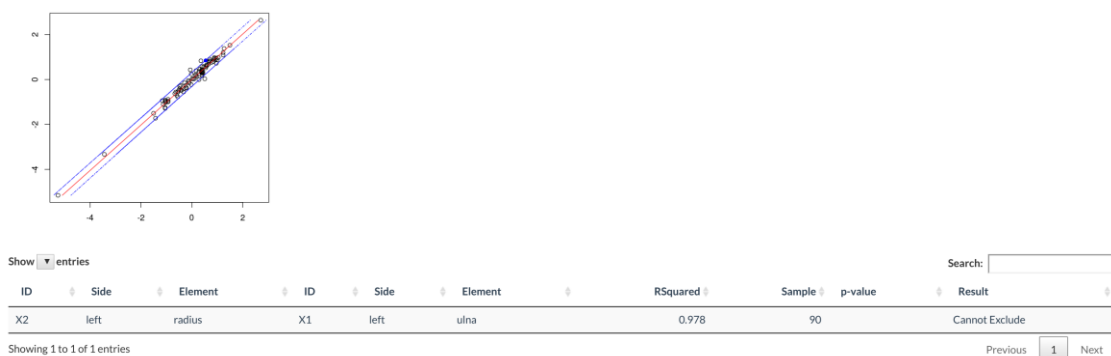 2
0
-2
-4
-4 -2 0 2
Show ▼ entries
Search:
ID Side Element ID Side Element RSquared Sample p-value Result
X2 left radius X1 left ulna 0.978 90 Cannot Exclude
Showing 1 to 1 of 1 entries
Previous 1 Next